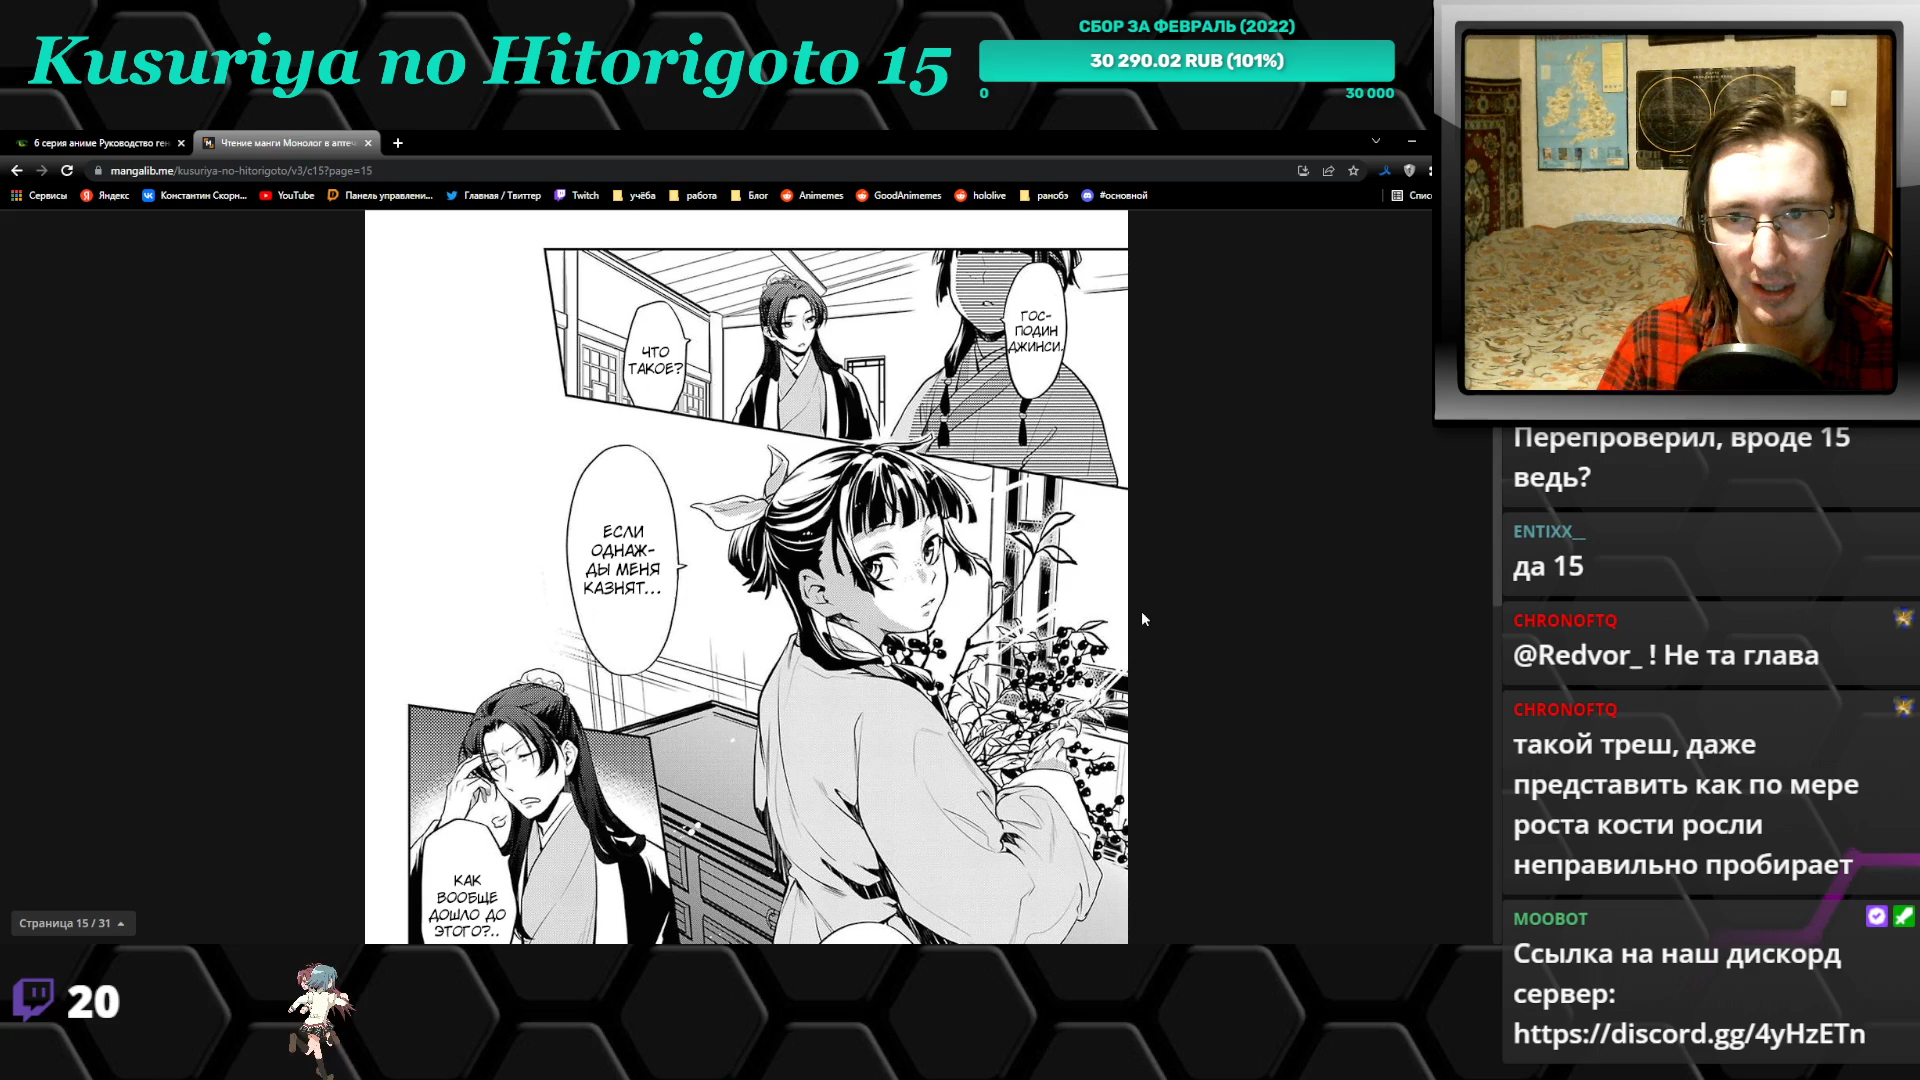 Kusuriya no Hitorigoto 15
СБОР ЗА ФЕВРАЛЬ (2022)
30 290.02 RUB (101%)
0
30 000
6 серия аниме Руководство ген
Чтение манги Монолог в аптеч
mangalib.me/kusuriya-no-hitorigoto/v3/c15?page=15
Сервисы
Яндекс
Константин Скорн...
YouTube
Панель управлени...
Главная / Твиттер
Twitch
учёба
работа
Блог
Animemes
GoodAnimemes
hololive
ранобэ
#основной
Спис
ГОС-
ПОДИН
ДЖИНСИ.
ЧТО
ТАКОЕ?
ЕСЛИ
ОДНАЖ-
ДЫ МЕНЯ
КАЗНЯТ...
КАК
ВООБЩЕ
ДОШЛО ДО
ЭТОГО?..
Страница 15 / 31
20
Перепроверил, вроде 15
ведь?
ENTIXX__
да 15
CHRONOFTQ
@Redvor_ ! Не та глава
CHRONOFTQ
такой треш, даже
представить как по мере
роста кости росли
неправильно пробирает
MOOBOT
Ссылка на наш дискорд
сервер:
https://discord.gg/4yHzETn